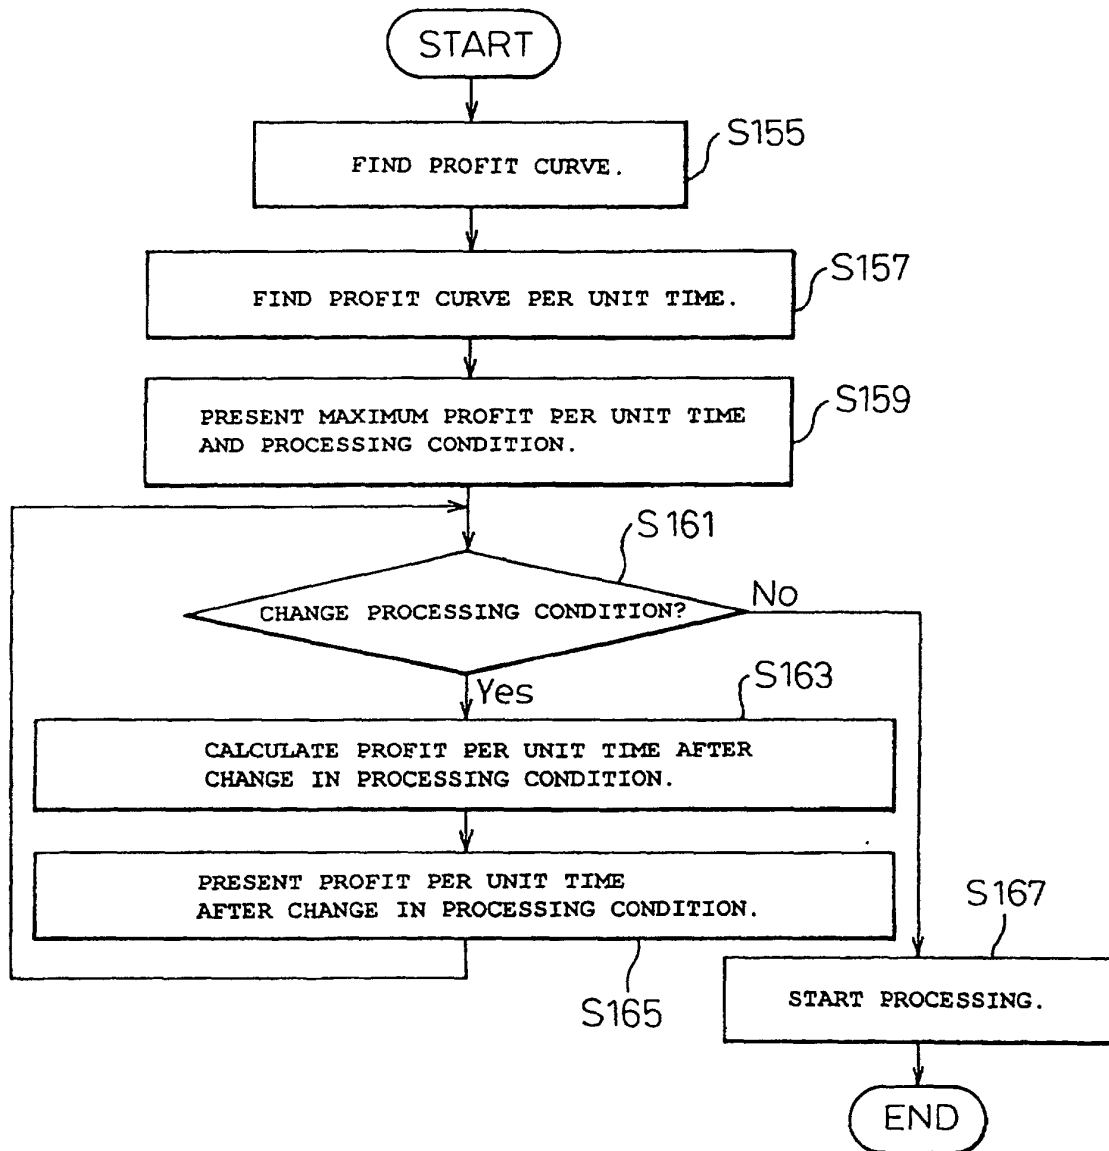 START
S155
FIND PROFIT CURVE.
S157
FIND PROFIT CURVE PER UNIT TIME.
S159
PRESENT MAXIMUM PROFIT PER UNIT TIME
AND PROCESSING CONDITION.
S161
CHANGE PROCESSING CONDITION?
No
Yes
S163
CALCULATE PROFIT PER UNIT TIME AFTER
CHANGE IN PROCESSING CONDITION.
PRESENT PROFIT PER UNIT TIME
AFTER CHANGE IN PROCESSING CONDITION.
S165
S167
START PROCESSING.
END